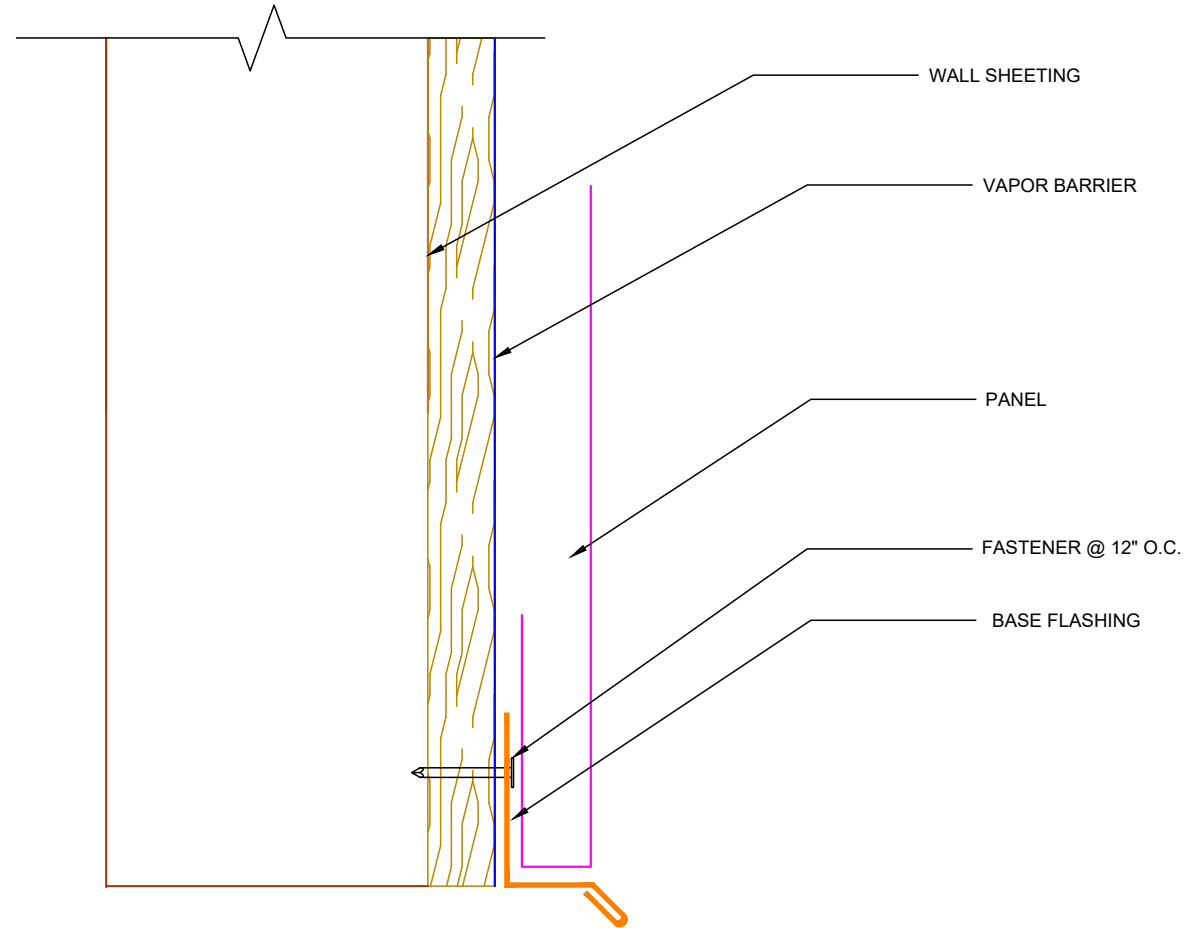 WALL SHEETING
VAPOR BARRIER
PANEL
FASTENER @ 12" O.C.
BASE FLASHING